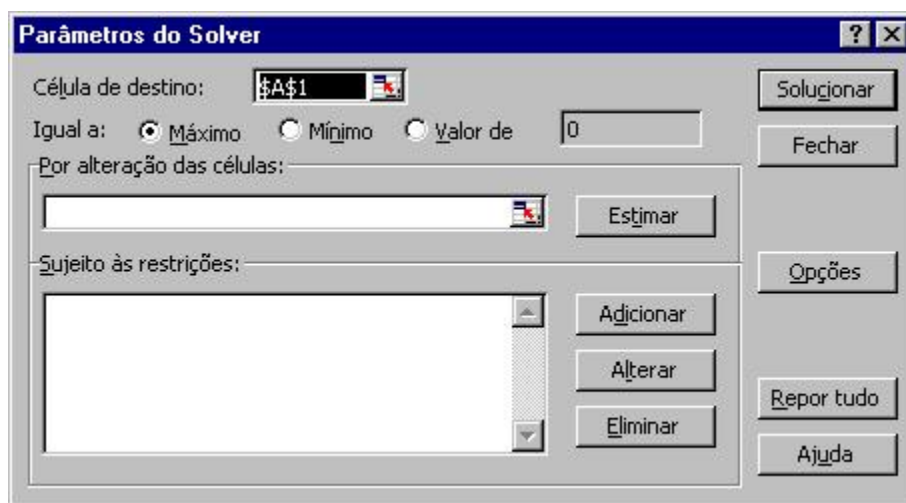 Parâmetros do Solver
Célula de destino: $A$1
Solucionar
Igual a: Máximo Mínimo Valor de 0
Fechar
Por alteração das células:
Estimar
Sujeito às restrições:
Opções
Adicionar
Alterar
Repor tudo
Eliminar
Ajuda